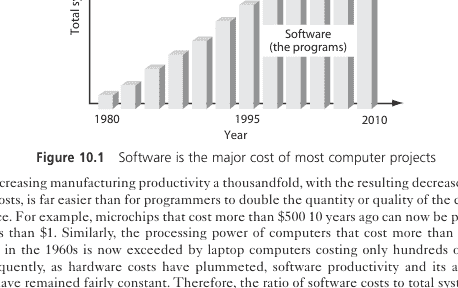 Total sy
Software
(the programs)
1980
1995
2010
Year
Figure 10.1 Software is the major cost of most computer projects
creasing manufacturing productivity a thousandfold, with the resulting decrease
osts, is far easier than for programmers to double the quantity or quality of the c
ce. For example, microchips that cost more than $500 10 years ago can now be p
s than $1. Similarly, the processing power of computers that cost more than
in the 1960s is now exceeded by laptop computers costing only hundreds o
quently, as hardware costs have plummeted, software productivity and its a
have remained fairly constant. Therefore, the ratio of software costs to total syst